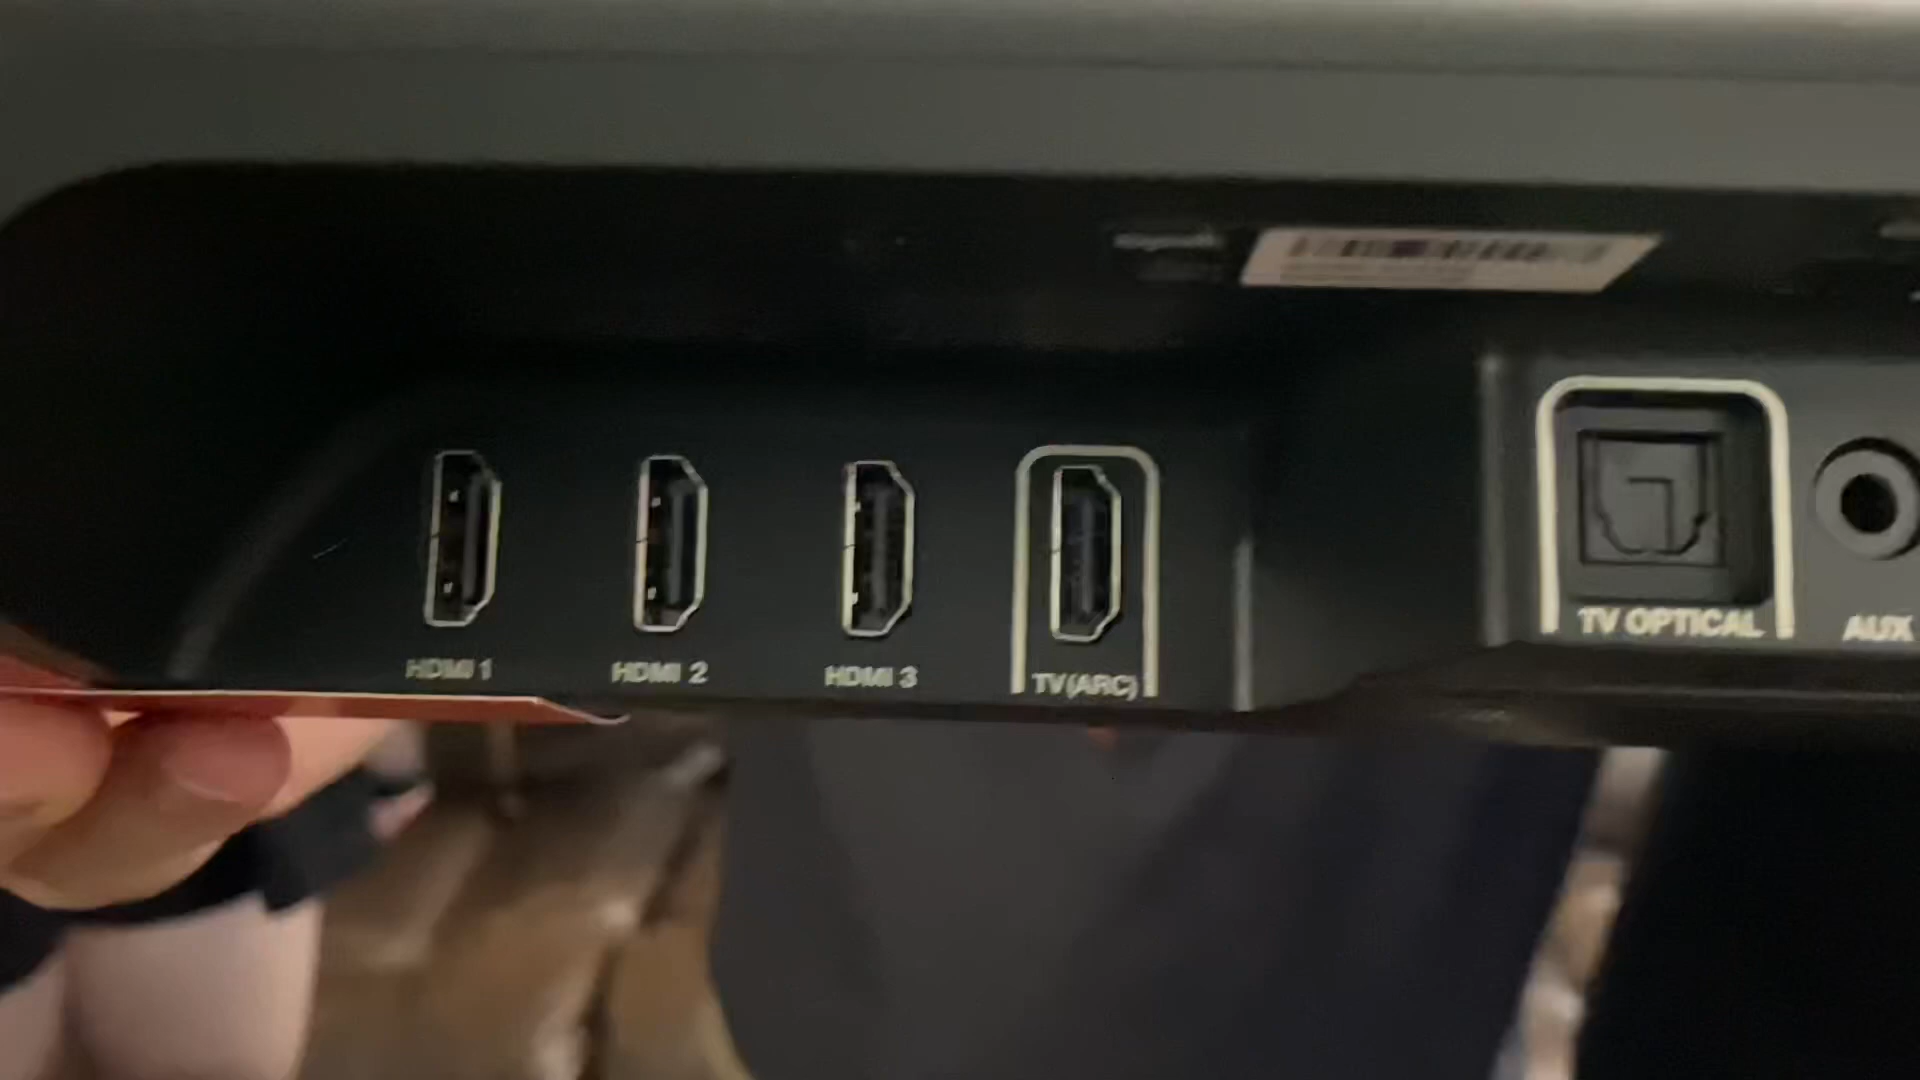 HDMI 1
HDMI 2
HDMI 3
TV(ARC)
TV OPTICAL
AUX